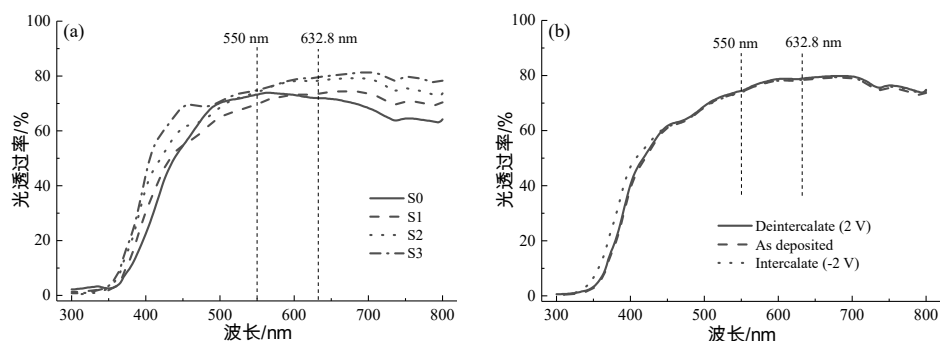 (a)
550 nm
632.8 nm
光透过率/%
100
80
60
40
20
0
S0
S1
S2
S3
300 400 500 600 700 800
波长/nm
(b)
550 nm
632.8 nm
光透过率/%
100
80
60
40
20
0
Deintercalate (2 V)
As deposited
Intercalate (-2 V)
300 400 500 600 700 800
波长/nm